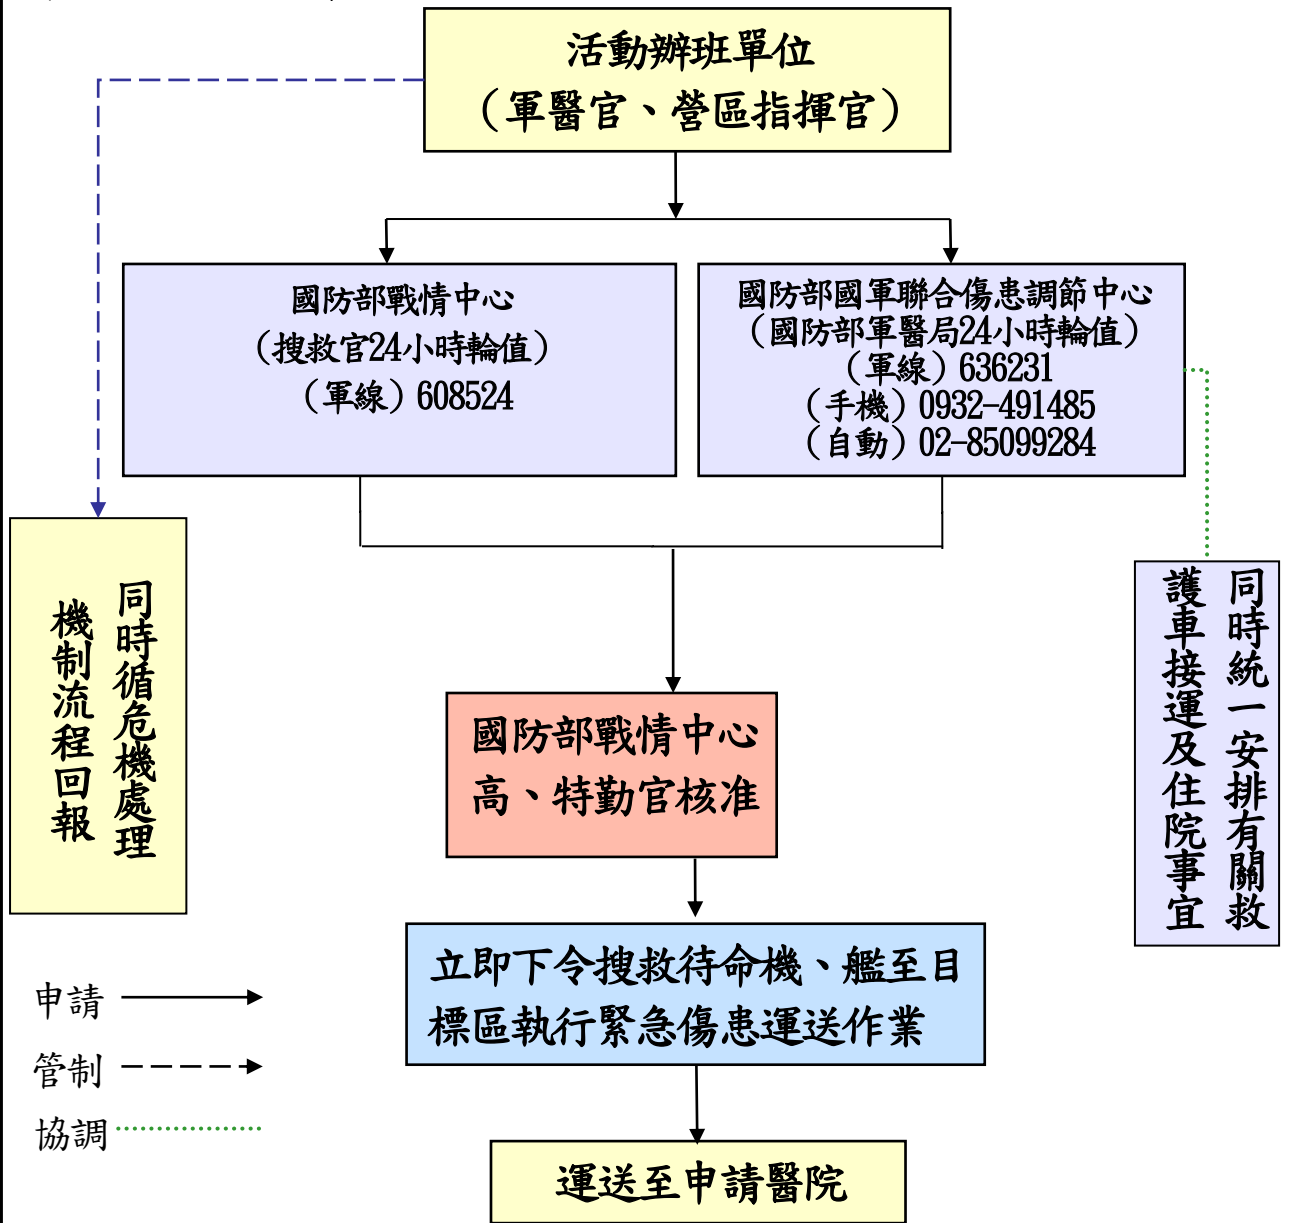 活動辦班單位
（軍醫官、營區指揮官）
國防部戰情中心
（搜救官24小時輪值）
（軍線）608524
國防部國軍聯合傷患調節中心
（國防部軍醫局24小時輪值）
（軍線）636231
（手機）0932-491485
（自動）02-85099284
同時循危機處理
機制流程回報
同時統一安排有關救
護車接運及住院事宜
國防部戰情中心
高、特勤官核准
立即下令搜救待命機、艦至目
標區執行緊急傷患運送作業
運送至申請醫院
申請
管制
協調